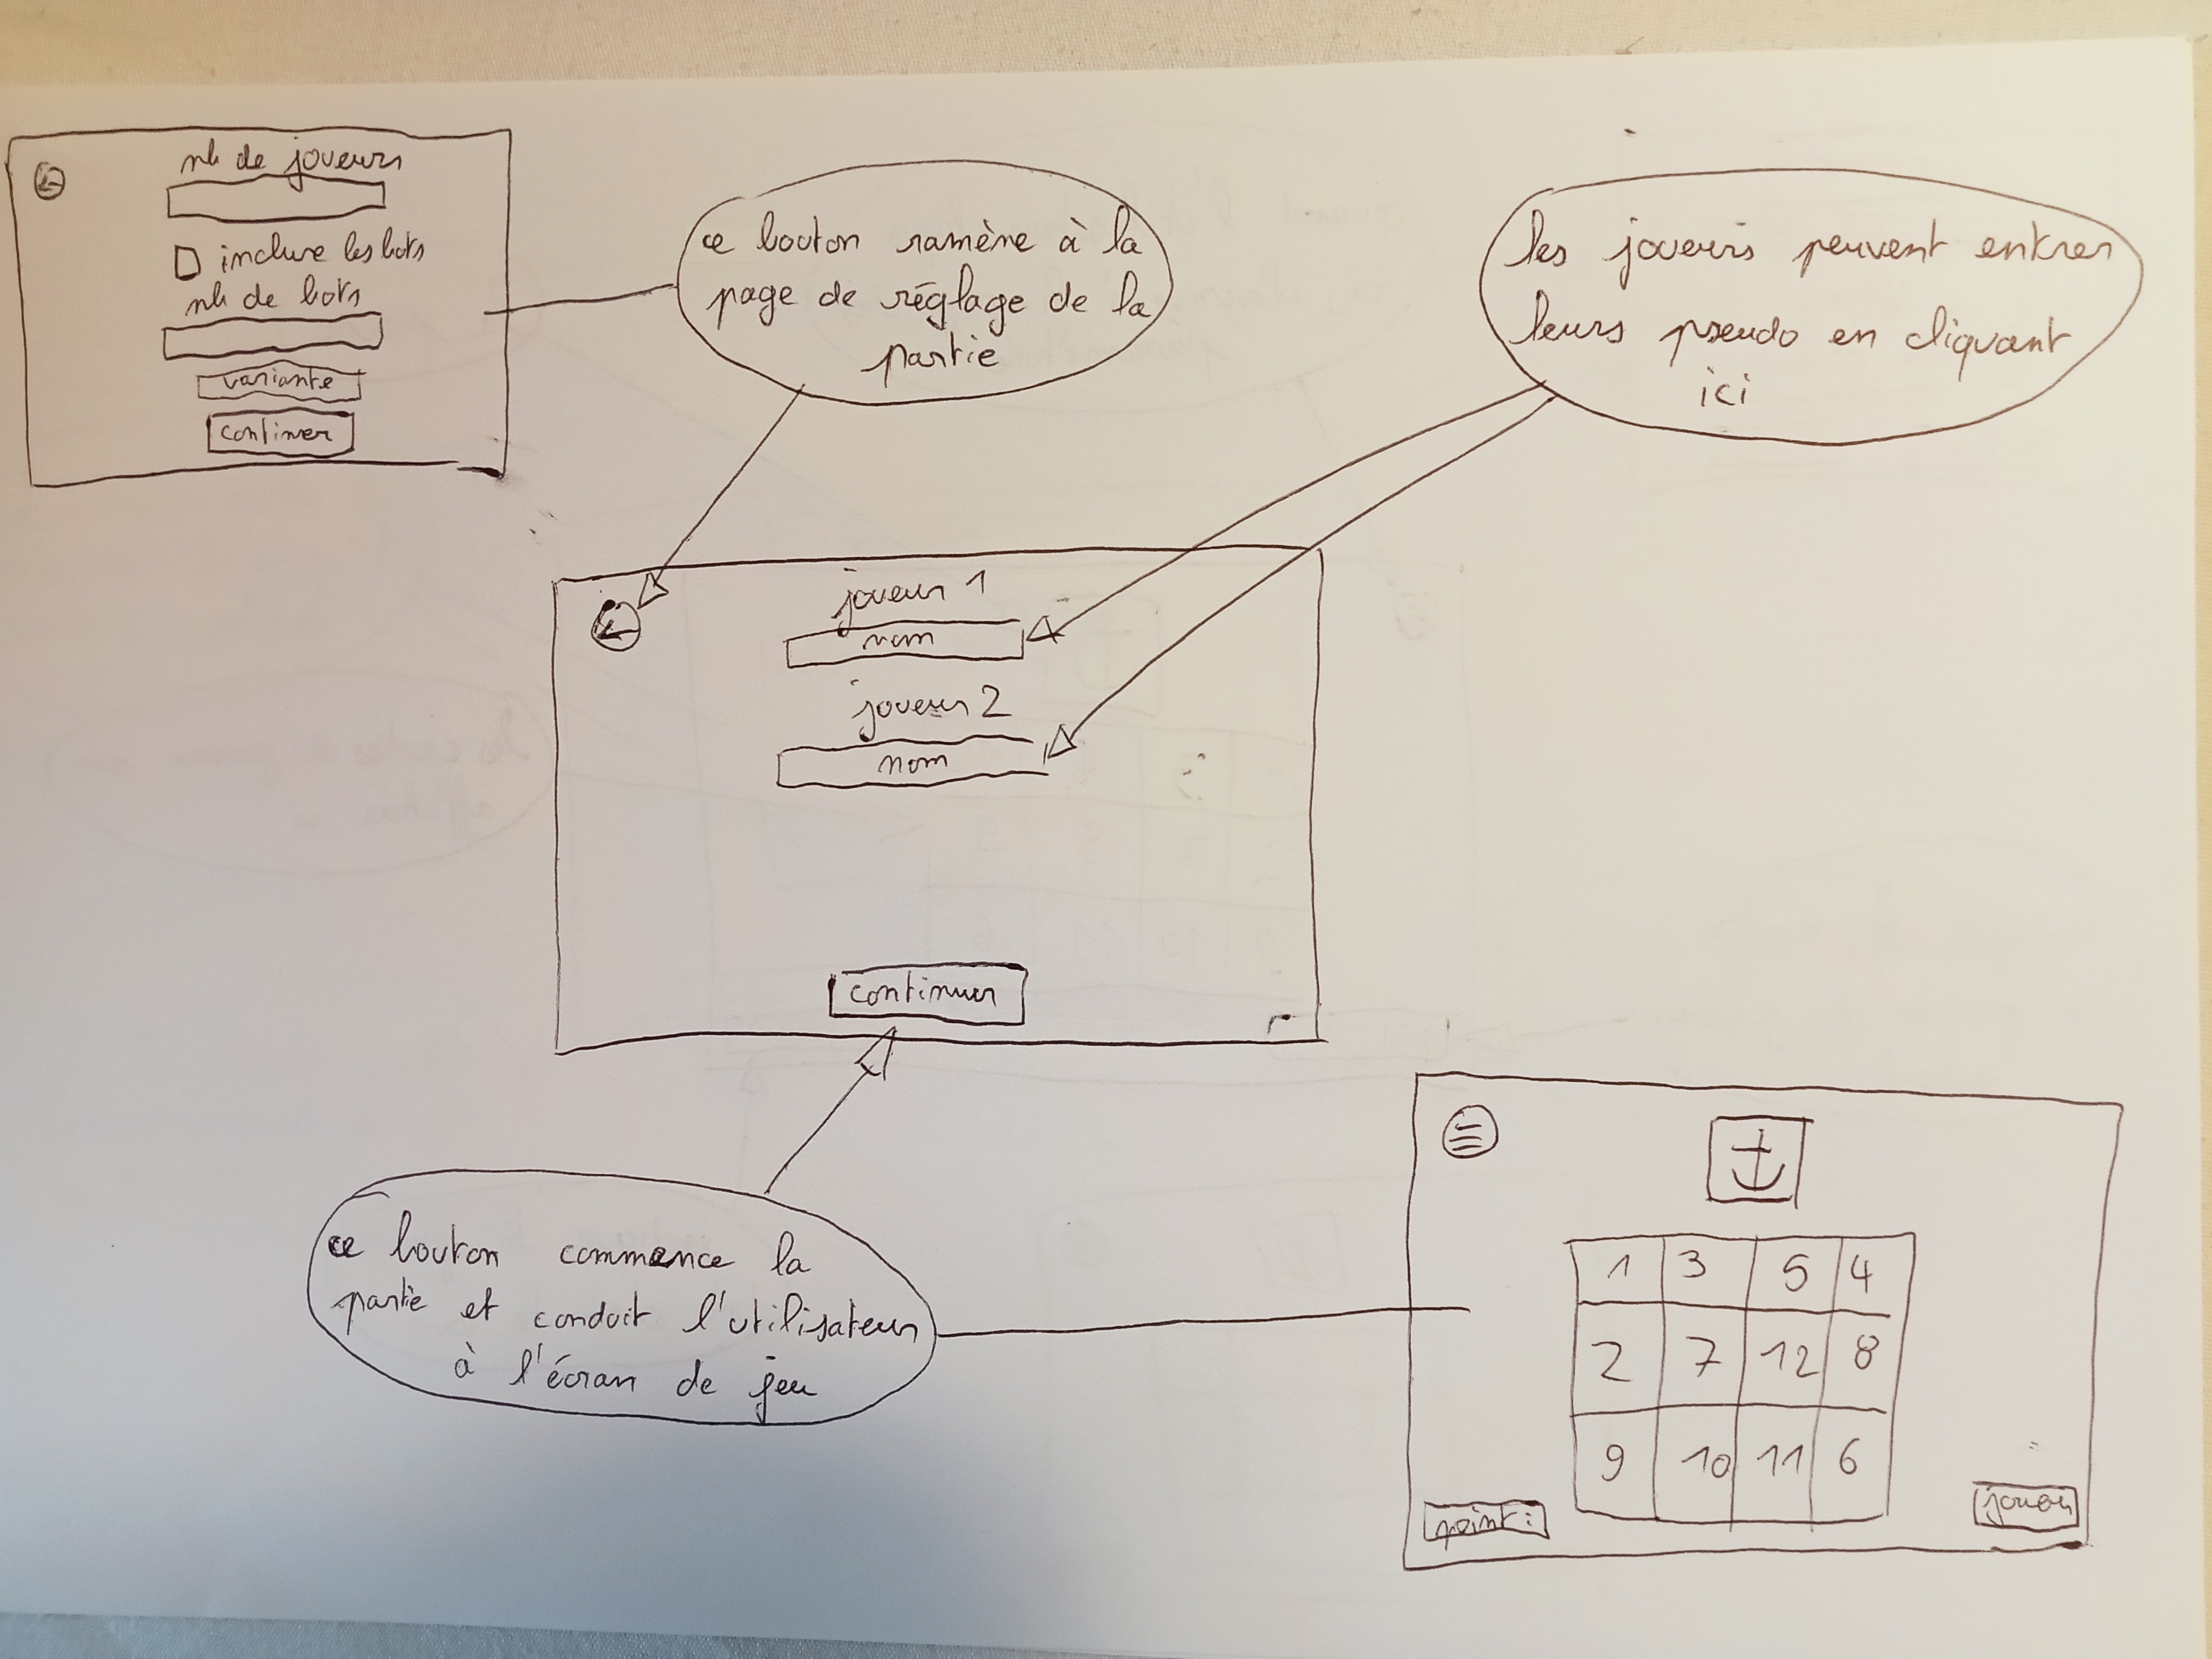 nb de joueurs
inclure les bots
nb de bots
variante
continuer
ce bouton ramène à la
page de réglage de la
partie
les joueurs peuvent entrer
leurs pseudo en cliquant
ici
joueur 1
nom
joueur 2
nom
continuer
ce bouton commence la
partie et conduit l'utilisateur
à l'écran de jeu
1 3 5 4
2 7 12 8
9 10 11 6
point :
jouer